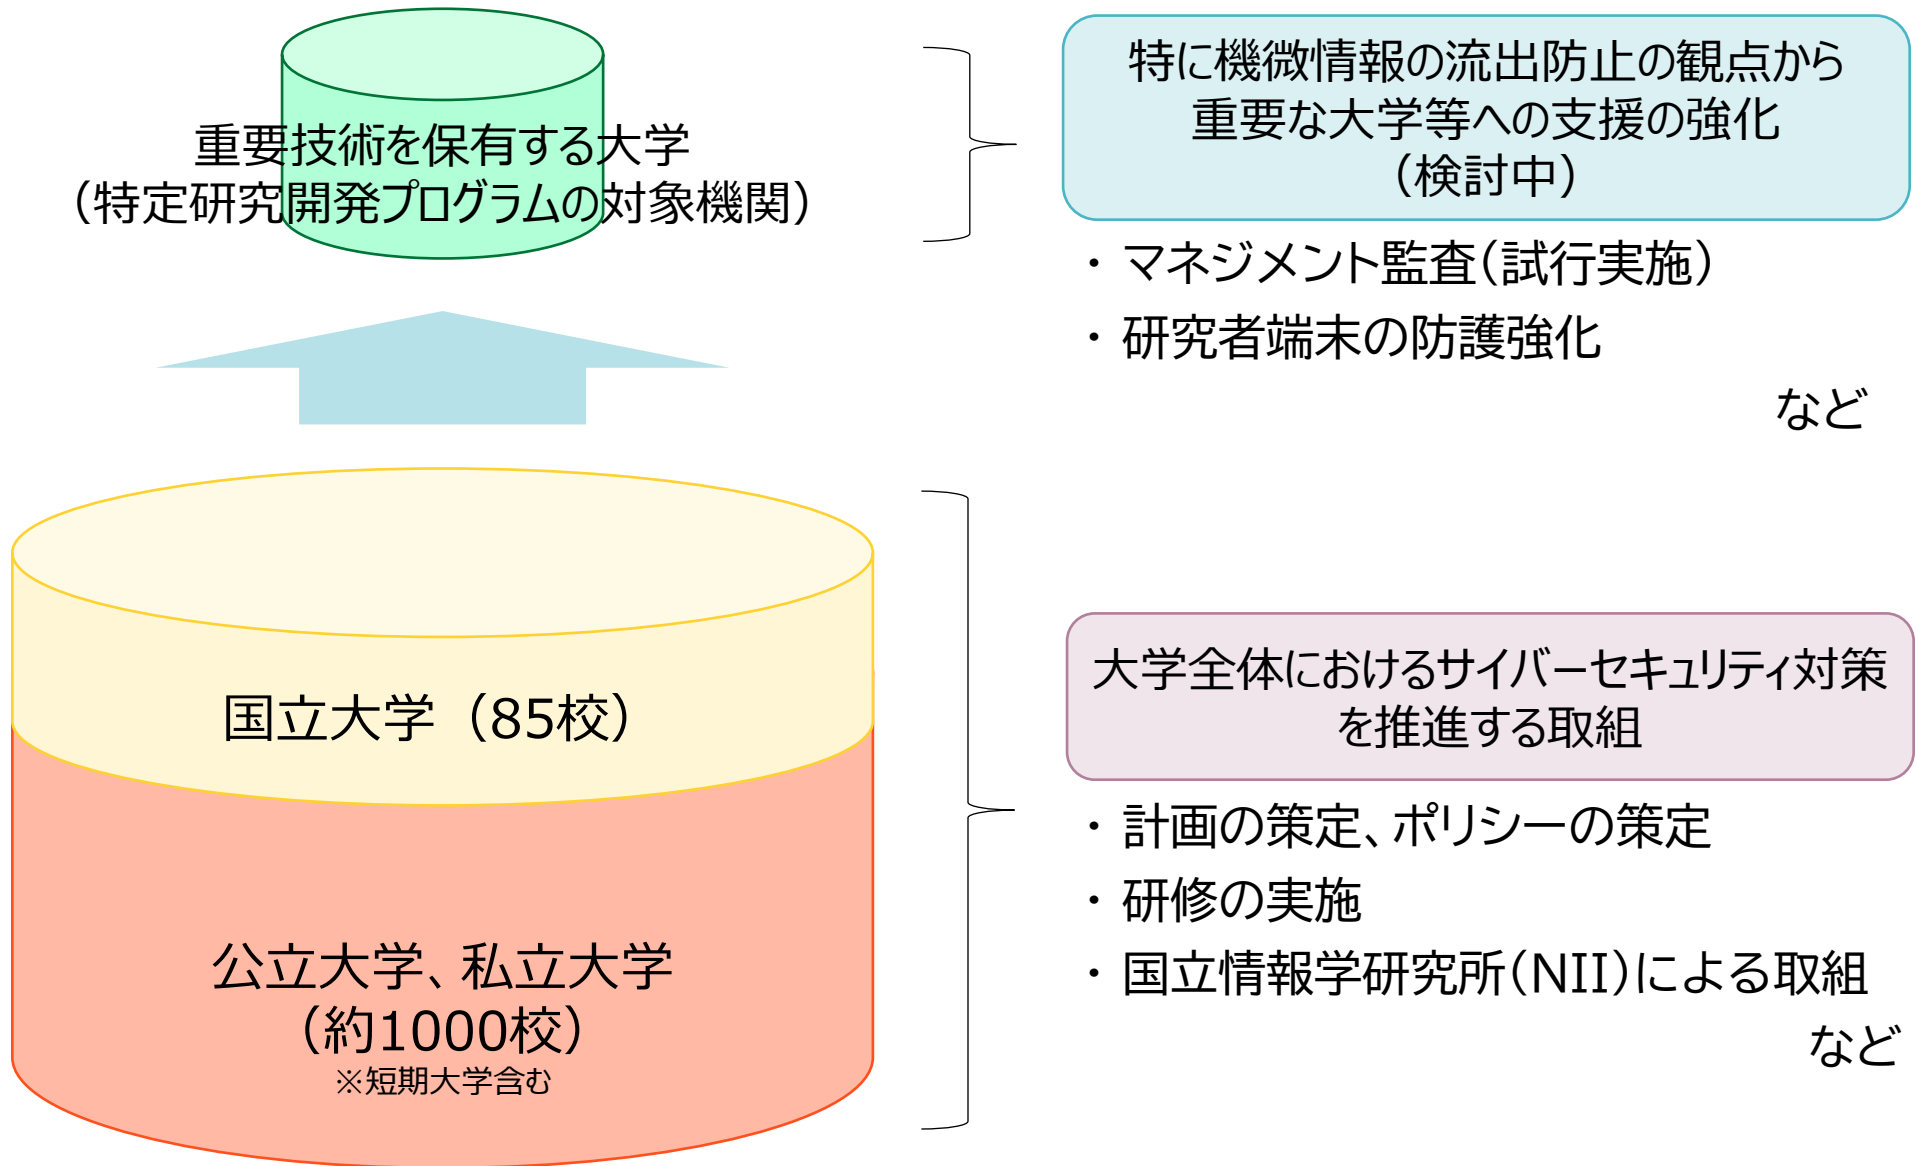 重要技術を保有する大学
（特定研究開発プログラムの対象機関）
特に機微情報の流出防止の観点から
重要な大学等への支援の強化
（検討中）
・ マネジメント監査（試行実施）
・ 研究者端末の防護強化
など
国立大学（85校）
公立大学、私立大学
（約1000校）
※短期大学含む
大学全体におけるサイバーセキュリティ対策
を推進する取組
・ 計画の策定、ポリシーの策定
・ 研修の実施
・ 国立情報学研究所（NII）による取組
など